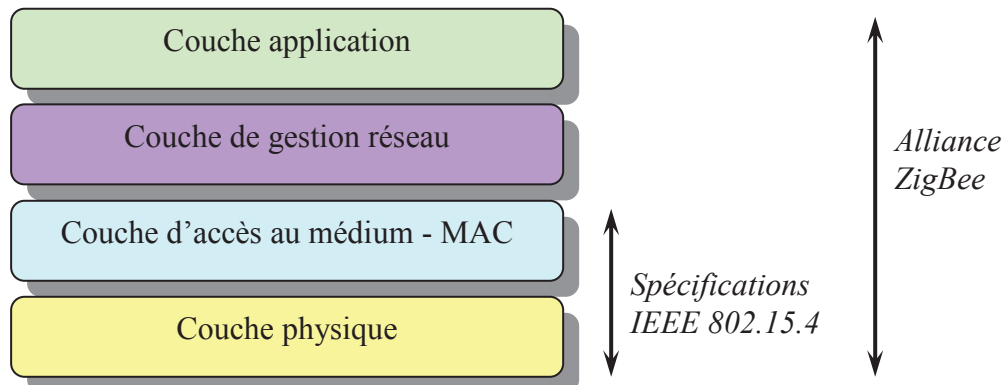 Couche application
Couche de gestion réseau
Couche d'accès au médium - MAC
Couche physique
Alliance
ZigBee
Spécifications
IEEE 802.15.4